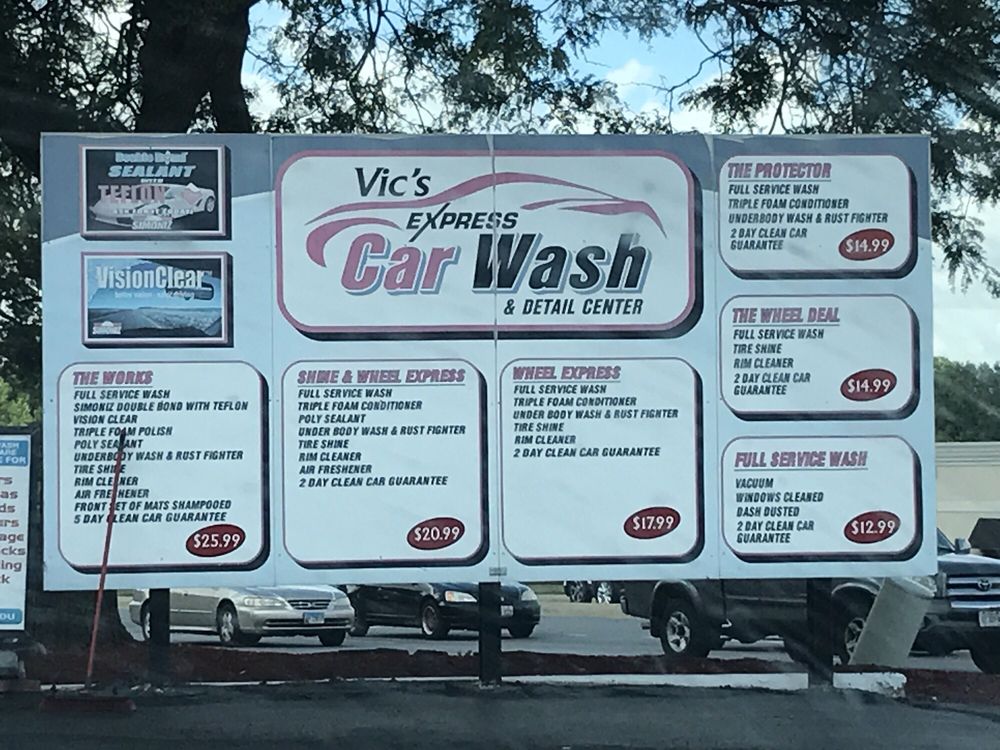 Double Bond
SEALANT
WITH
TEFLON
ASK FOR IT TODAY
SIMONIZ
VisionClear
Vic's
EXPRESS
Car Wash
& DETAIL CENTER
THE PROTECTOR
FULL SERVICE WASH
TRIPLE FOAM CONDITIONER
UNDERBODY WASH & RUST FIGHTER
2 DAY CLEAN CAR
GUARANTEE
$14.99
THE WHEEL DEAL
FULL SERVICE WASH
TIRE SHINE
RIM CLEANER
2 DAY CLEAN CAR
GUARANTEE
$14.99
THE WORKS
FULL SERVICE WASH
SIMONIZ DOUBLE BOND WITH TEFLON
VISION CLEAR
TRIPLE FOAM POLISH
POLY SEALANT
UNDERBODY WASH & RUST FIGHTER
TIRE SHINE
RIM CLEANER
AIR FRESHENER
FRONT SET OF MATS SHAMPOOED
5 DAY CLEAN CAR GUARANTEE
$25.99
SHINE & WHEEL EXPRESS
FULL SERVICE WASH
TRIPLE FOAM CONDITIONER
POLY SEALANT
UNDER BODY WASH & RUST FIGHTER
TIRE SHINE
RIM CLEANER
AIR FRESHENER
2 DAY CLEAN CAR GUARANTEE
$20.99
WHEEL EXPRESS
FULL SERVICE WASH
TRIPLE FOAM CONDITIONER
UNDER BODY WASH & RUST FIGHTER
TIRE SHINE
RIM CLEANER
2 DAY CLEAN CAR GUARANTEE
$17.99
FULL SERVICE WASH
VACUUM
WINDOWS CLEANED
DASH DUSTED
2 DAY CLEAN CAR
GUARANTEE
$12.99